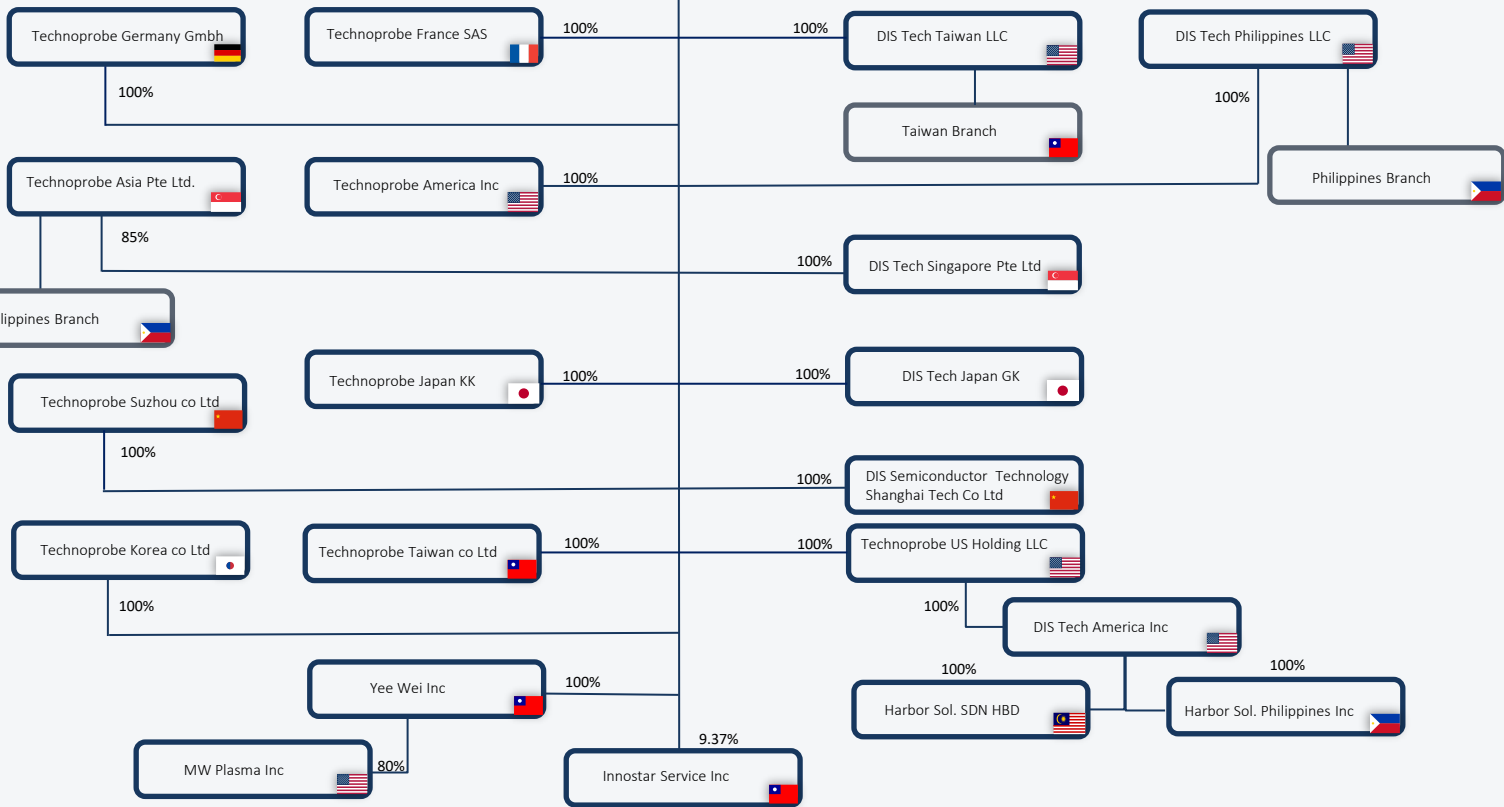 Technoprobe Germany Gmbh
Technoprobe France SAS
100%
100%
DIS Tech Taiwan LLC
DIS Tech Philippines LLC
100%
100%
Taiwan Branch
Technoprobe Asia Pte Ltd.
Technoprobe America Inc
100%
Philippines Branch
85%
100%
DIS Tech Singapore Pte Ltd
lippines Branch
Technoprobe Japan KK
100%
100%
DIS Tech Japan GK
Technoprobe Suzhou co Ltd
100%
100%
DIS Semiconductor Technology
Shanghai Tech Co Ltd
Technoprobe Korea co Ltd
Technoprobe Taiwan co Ltd
100%
100%
Technoprobe US Holding LLC
100%
100%
DIS Tech America Inc
Yee Wei Inc
100%
100%
100%
Harbor Sol. SDN HBD
Harbor Sol. Philippines Inc
9.37%
MW Plasma Inc
80%
Innostar Service Inc